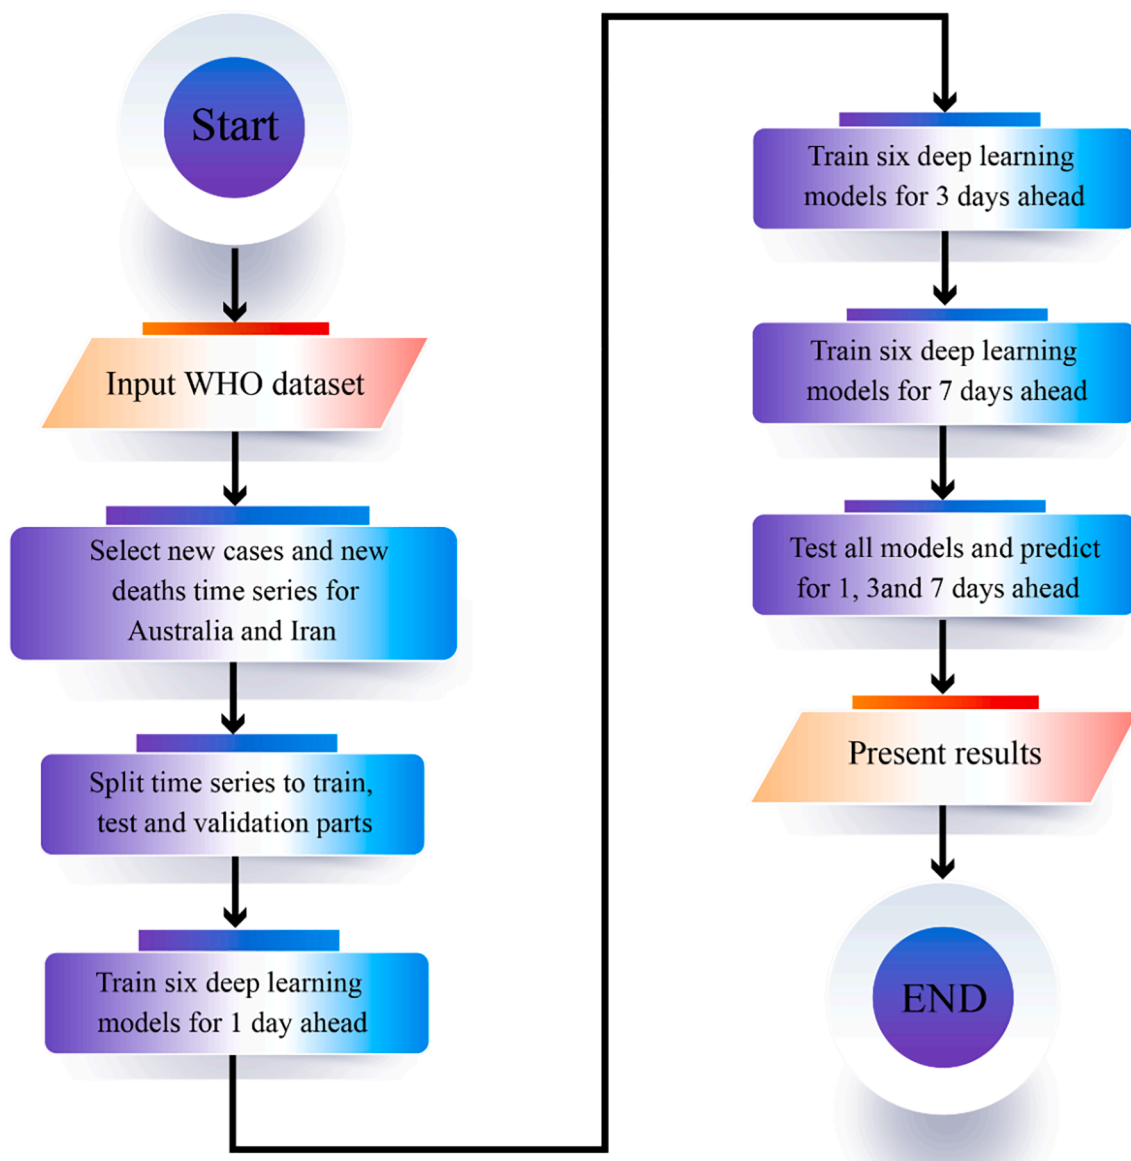 Start
Input WHO dataset
Select new cases and new
deaths time series for
Australia and Iran
Split time series to train,
test and validation parts
Train six deep learning
models for 1 day ahead
Train six deep learning
models for 3 days ahead
Train six deep learning
models for 7 days ahead
Test all models and predict
for 1, 3and 7 days ahead
Present results
END